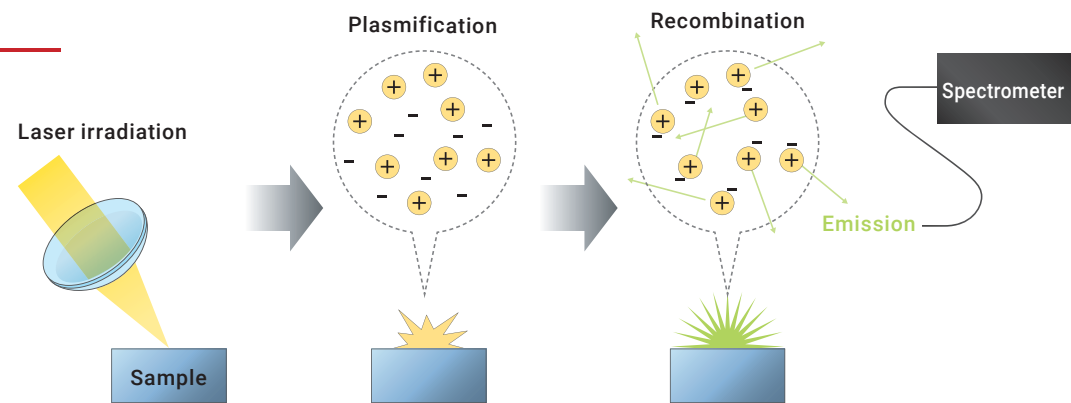 Laser irradiation
Sample
Plasmification
Recombination
Emission
Spectrometer